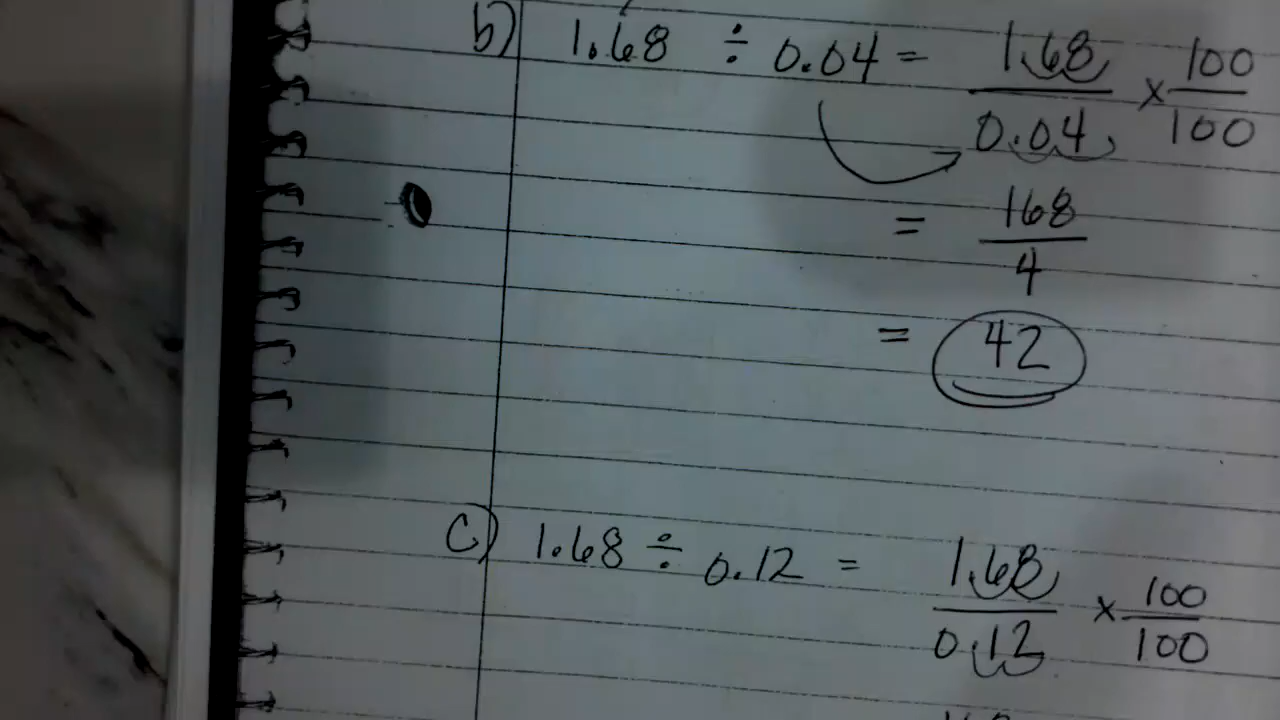 b) 1.68 ÷ 0.04 = 1.68/0.04 × 100/100
= 168/4
= 42
c) 1.68 ÷ 0.12 = 1.68/0.12 × 100/100